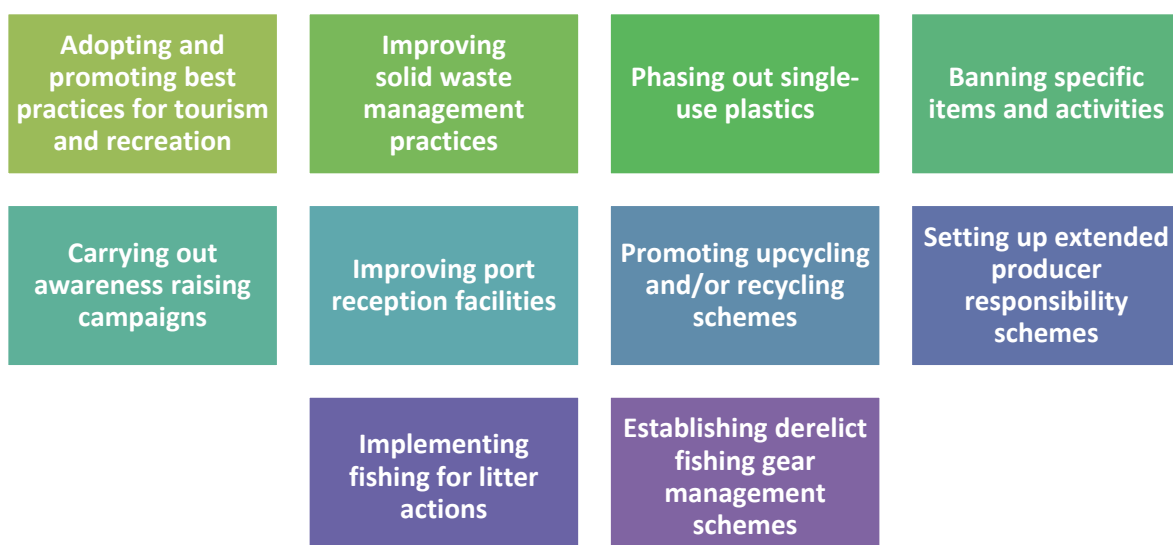 Adopting and
promoting best
practices for tourism
and recreation
Improving
solid waste
management
practices
Phasing out single-
use plastics
Banning specific
items and activities
Carrying out
awareness raising
campaigns
Improving port
reception facilities
Promoting upcycling
and/or recycling
schemes
Setting up extended
producer
responsibility
schemes
Implementing
fishing for litter
actions
Establishing derelict
fishing gear
management
schemes